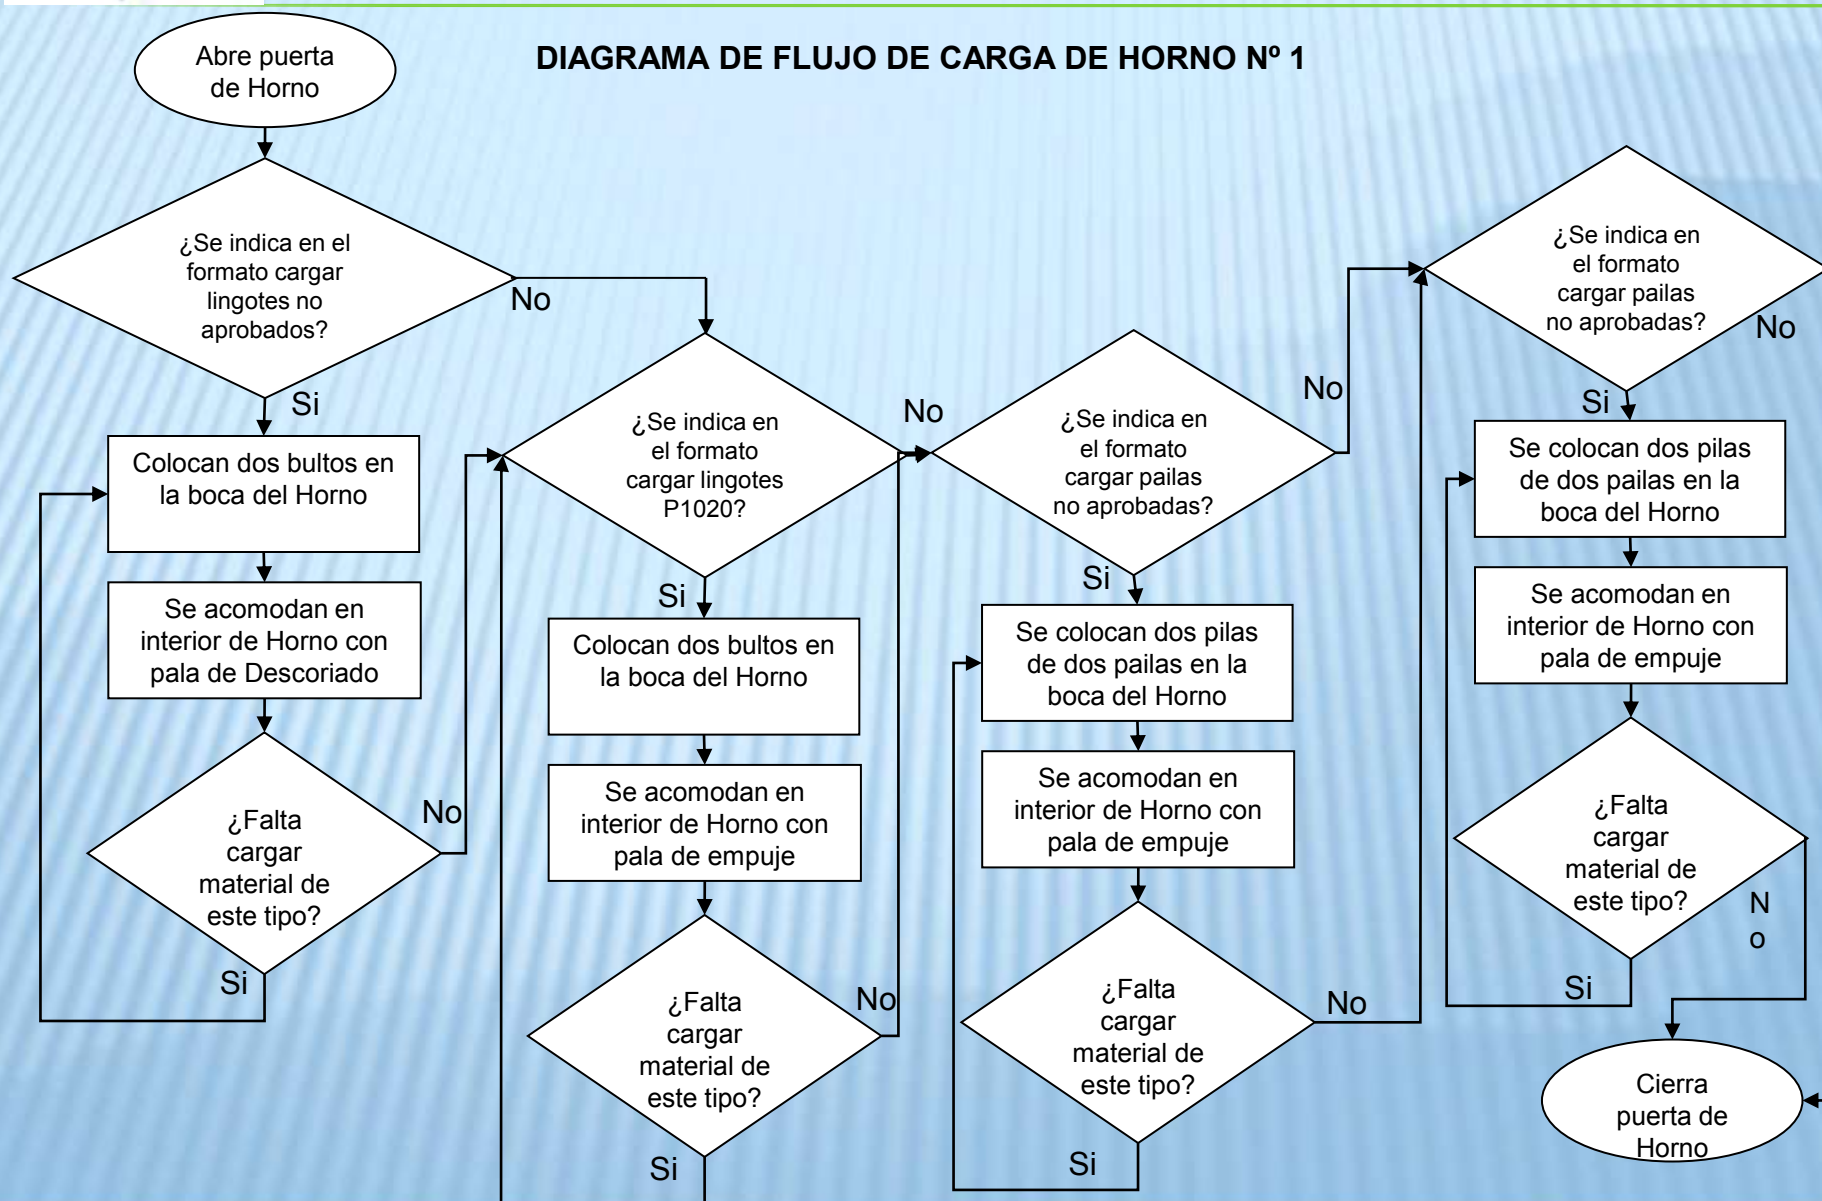 DIAGRAMA DE FLUJO DE CARGA DE HORNO Nº 1
Abre puerta
de Horno
¿Se indica en el
formato cargar
lingotes no
aprobados?
No
Si
Colocan dos bultos en
la boca del Horno
Se acomodan en
interior de Horno con
pala de Descoriado
¿Falta
cargar
material de
este tipo?
No
Si
¿Se indica en
el formato
cargar lingotes
P1020?
No
Si
Colocan dos bultos en
la boca del Horno
Se acomodan en
interior de Horno con
pala de empuje
¿Falta
cargar
material de
este tipo?
No
Si
¿Se indica en
el formato
cargar pailas
no aprobadas?
No
Si
Se colocan dos pilas
de dos pailas en la
boca del Horno
Se acomodan en
interior de Horno con
pala de empuje
¿Falta
cargar
material de
este tipo?
No
Si
¿Se indica en
el formato
cargar pailas
no aprobadas?
No
Si
Se colocan dos pilas
de dos pailas en la
boca del Horno
Se acomodan en
interior de Horno con
pala de empuje
¿Falta
cargar
material de
este tipo?
N
o
Si
Cierra
puerta de
Horno